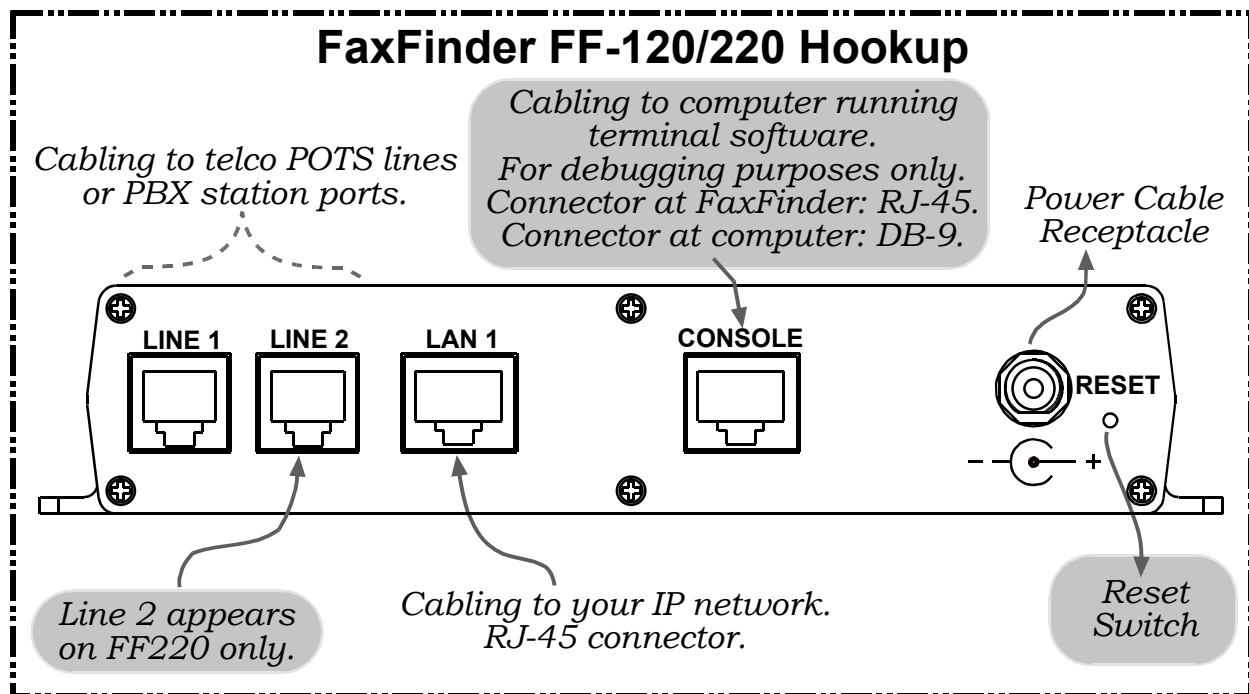 FaxFinder FF-120/220 Hookup
Cabling to computer running
terminal software.
For debugging purposes only.
Connector at FaxFinder: RJ-45.
Connector at computer: DB-9.
Cabling to telco POTS lines
or PBX station ports.
Power Cable
Receptacle
LINE 1
LINE 2
LAN 1
CONSOLE
RESET
- +
Line 2 appears
on FF220 only.
Cabling to your IP network.
RJ-45 connector.
Reset
Switch